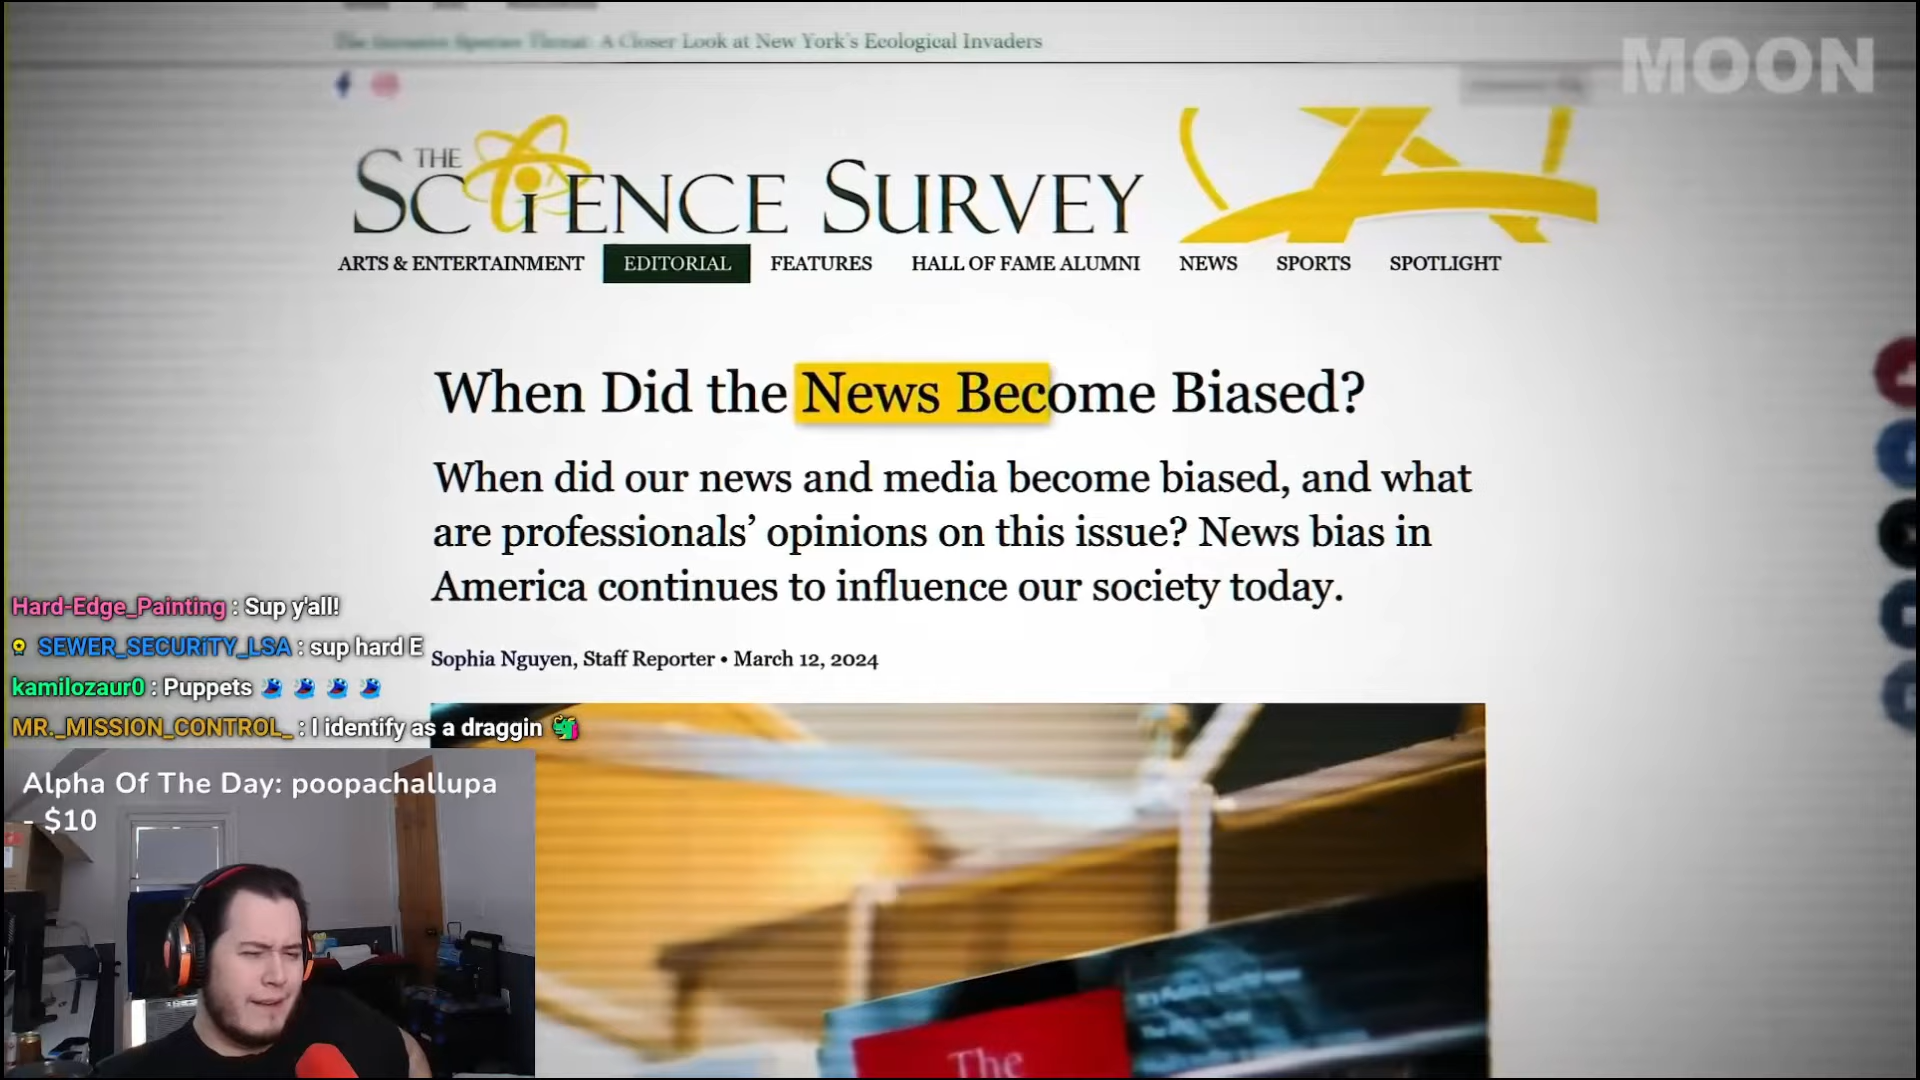 The Invasive Species Threat: A Closer Look at New York's Ecological Invaders
MOON
THE SCiENCE SURVEY
ARTS & ENTERTAINMENT EDITORIAL FEATURES HALL OF FAME ALUMNI NEWS SPORTS SPOTLIGHT
When Did the News Become Biased?
When did our news and media become biased, and what
are professionals’ opinions on this issue? News bias in
America continues to influence our society today.
Sophia Nguyen, Staff Reporter • March 12, 2024
Hard-Edge_Painting : Sup y'all!
SEWER_SECURiTY_LSA : sup hard E
kamilozaur0 : Puppets
MR._MISSION_CONTROL_ : I identify as a draggin
Alpha Of The Day: poopachallupa
- $10
The